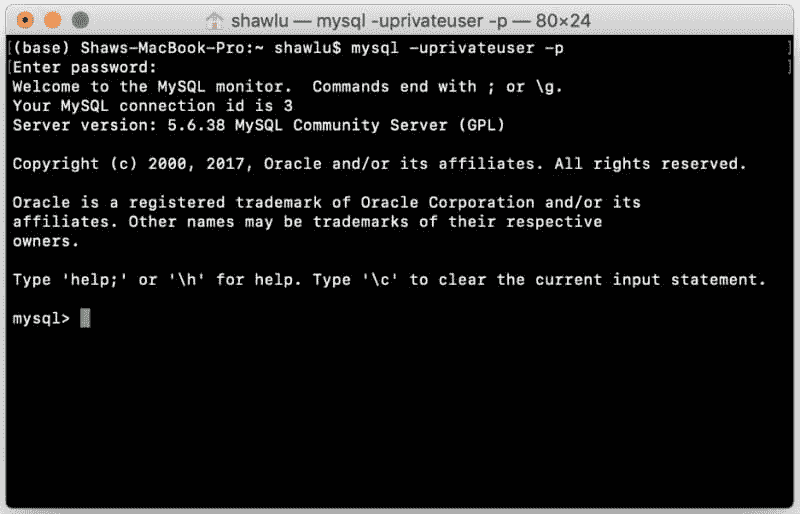 shawlu — mysql -uprivateuser -p — 80×24
[(base) Shaws-MacBook-Pro:~ shawlu$ mysql -uprivateuser -p ]
[Enter password: ]
Welcome to the MySQL monitor.  Commands end with ; or \g.
Your MySQL connection id is 3
Server version: 5.6.38 MySQL Community Server (GPL)
Copyright (c) 2000, 2017, Oracle and/or its affiliates. All rights reserved.
Oracle is a registered trademark of Oracle Corporation and/or its
affiliates. Other names may be trademarks of their respective
owners.
Type 'help;' or '\h' for help. Type '\c' to clear the current input statement.
mysql>